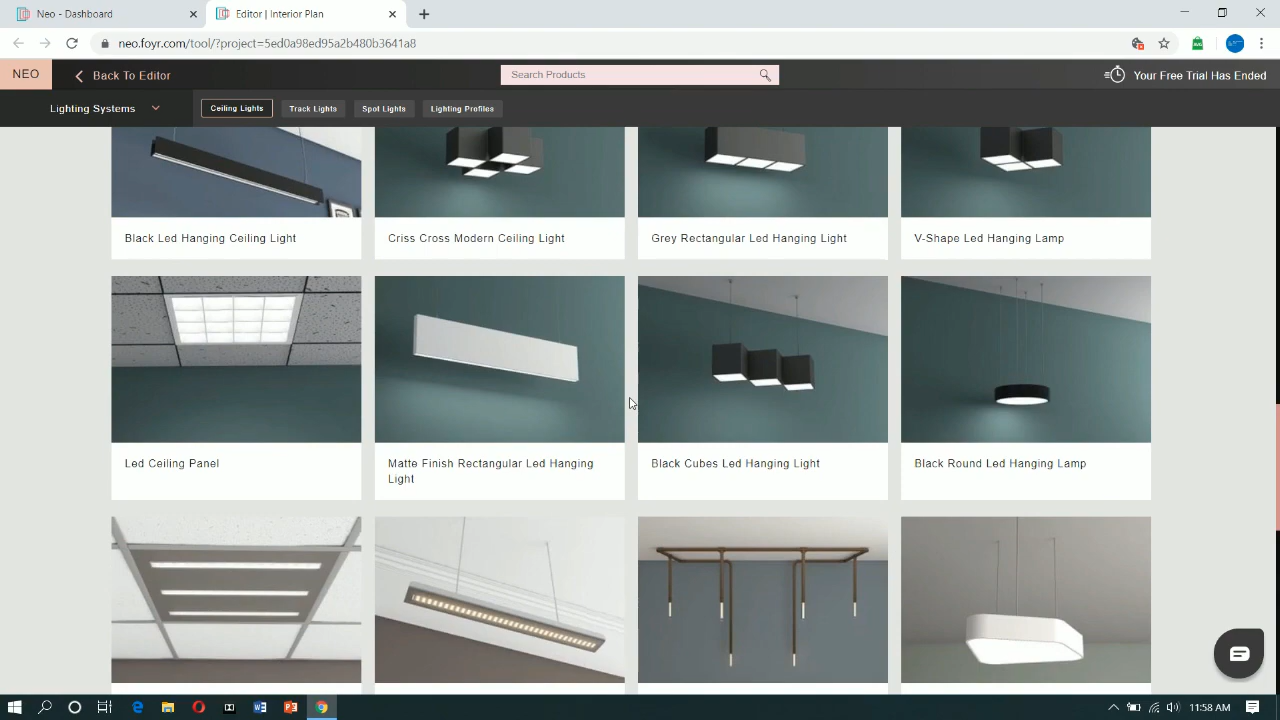 Neo - Dashboard
Editor | Interior Plan
neo.foyr.com/tool/?project=5ed0a98ed95a2b480b3641a8
NEO
Back To Editor
Search Products
Your Free Trial Has Ended
Lighting Systems
Ceiling Lights
Track Lights
Spot Lights
Lighting Profiles
Black Led Hanging Ceiling Light
Criss Cross Modern Ceiling Light
Grey Rectangular Led Hanging Light
V-Shape Led Hanging Lamp
Led Ceiling Panel
Matte Finish Rectangular Led Hanging
Light
Black Cubes Led Hanging Light
Black Round Led Hanging Lamp
11:58 AM